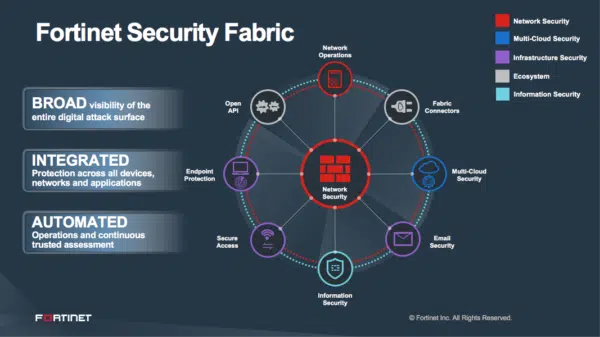 Fortinet Security Fabric
Network Security
Multi-Cloud Security
Infrastructure Security
Ecosystem
Information Security
BROAD visibility of the
entire digital attack surface
INTEGRATED
Protection across all devices,
networks and applications
AUTOMATED
Operations and continuous
trusted assessment
Network
Operations
Open
API
Fabric
Connectors
Endpoint
Protection
Network
Security
Multi-Cloud
Security
Secure
Access
Email
Security
Information
Security
FORTINET
© Fortinet Inc. All Rights Reserved.